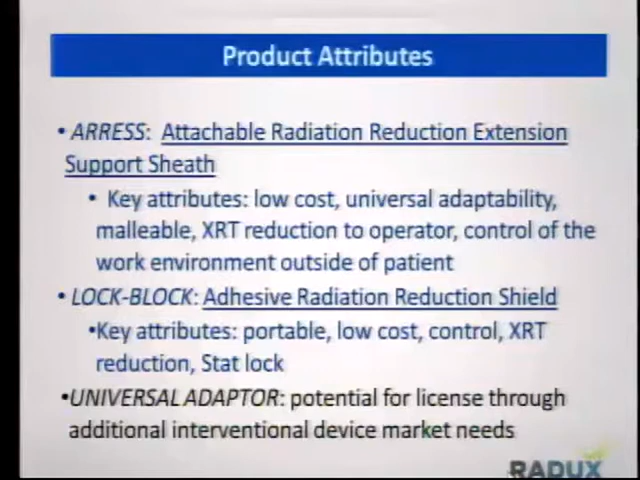 Product Attributes
• ARRESS: Attachable Radiation Reduction Extension
Support Sheath
• Key attributes: low cost, universal adaptability,
malleable, XRT reduction to operator, control of the
work environment outside of patient
• LOCK-BLOCK: Adhesive Radiation Reduction Shield
•Key attributes: portable, low cost, control, XRT
reduction, Stat lock
•UNIVERSAL ADAPTOR: potential for license through
additional interventional device market needs
RADUX